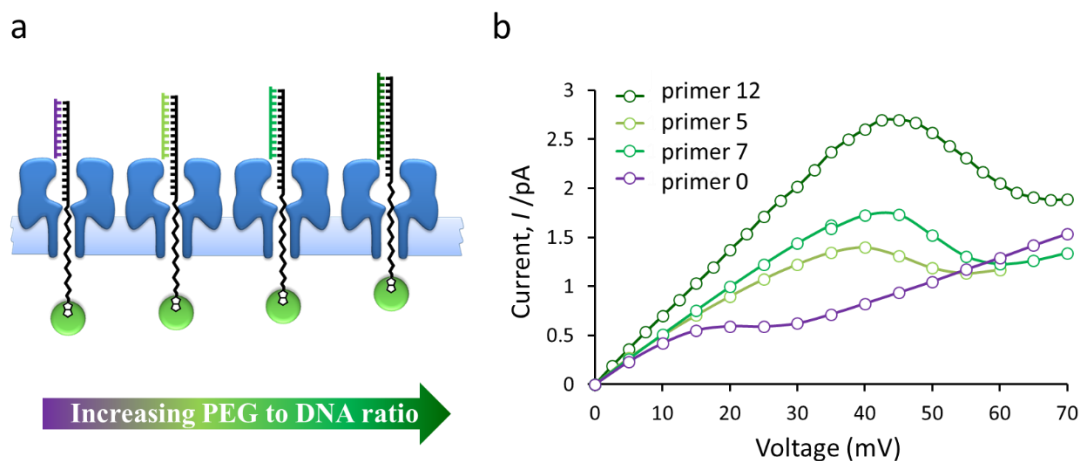 a
Increasing PEG to DNA ratio
b
primer 12
primer 5
primer 7
primer 0
Current, I /pA
3
2.5
2
1.5
1
0.5
0
0 10 20 30 40 50 60 70
Voltage (mV)